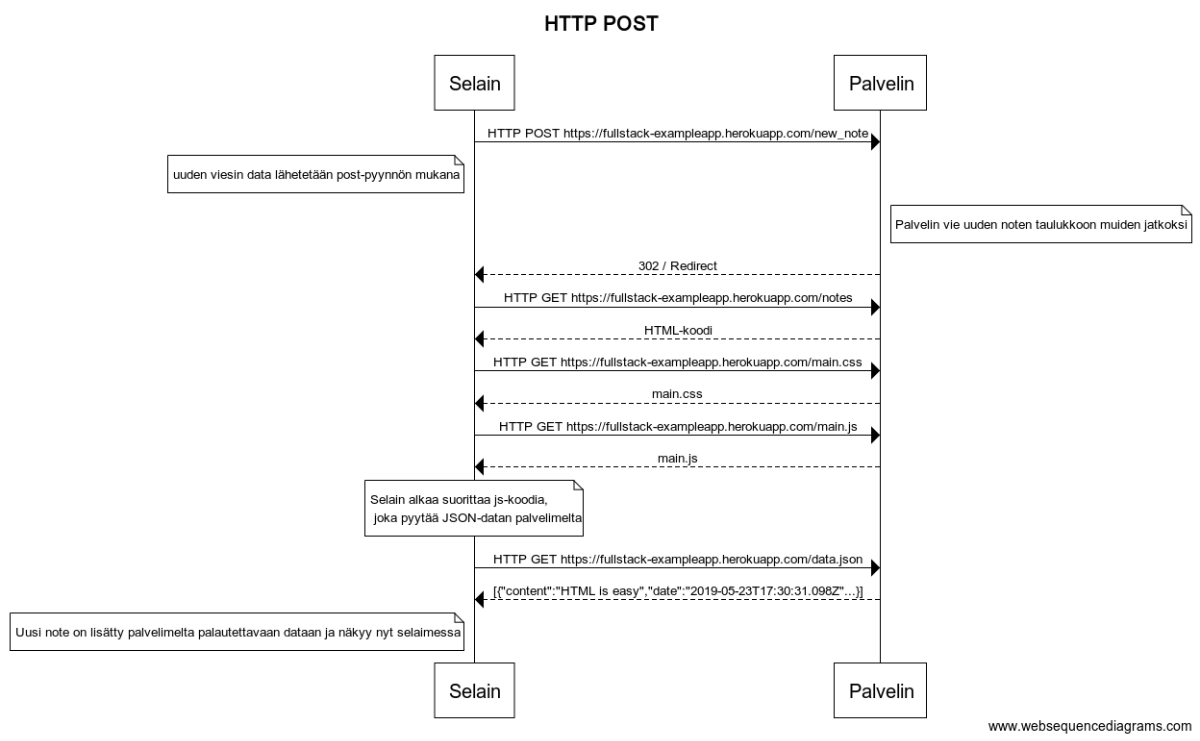 HTTP POST
Selain
Palvelin
HTTP POST https://fullstack-exampleapp.herokuapp.com/new_note
uuden viesin data lähetetään post-pyynnön mukana
Palvelin vie uuden noten taulukkoon muiden jatkoksi
302 / Redirect
HTTP GET https://fullstack-exampleapp.herokuapp.com/notes
HTML-koodi
HTTP GET https://fullstack-exampleapp.herokuapp.com/main.css
main.css
HTTP GET https://fullstack-exampleapp.herokuapp.com/main.js
main.js
Selain alkaa suorittaa js-koodia,
joka pyytää JSON-datan palvelimelta
HTTP GET https://fullstack-exampleapp.herokuapp.com/data.json
[{"content":"HTML is easy","date":"2019-05-23T17:30:31.098Z"...}]
Uusi note on lisätty palvelimelta palautettavaan dataan ja näkyy nyt selaimessa
Selain
Palvelin
www.websequencediagrams.com